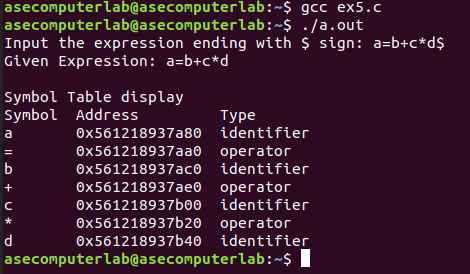 asecomputerlab@asecomputerlab:~$ gcc ex5.c
asecomputerlab@asecomputerlab:~$ ./a.out
Input the expression ending with $ sign: a=b+c*d$
Given Expression: a=b+c*d

Symbol Table display
Symbol  Address         Type
a       0x561218937a80  identifier
=       0x561218937aa0  operator
b       0x561218937ac0  identifier
+       0x561218937ae0  operator
c       0x561218937b00  identifier
*       0x561218937b20  operator
d       0x561218937b40  identifier
asecomputerlab@asecomputerlab:~$